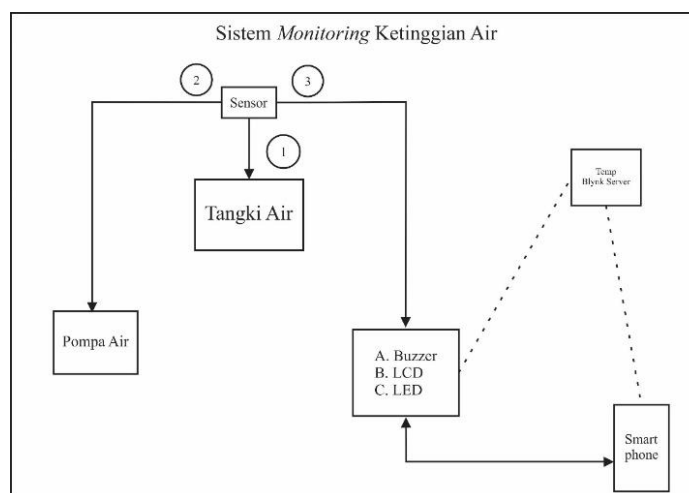 Sistem Monitoring Ketinggian Air
2
3
Sensor
1
Tangki Air
Temp
Blynk Server
Pompa Air
A. Buzzer
B. LCD
C. LED
Smart
phone